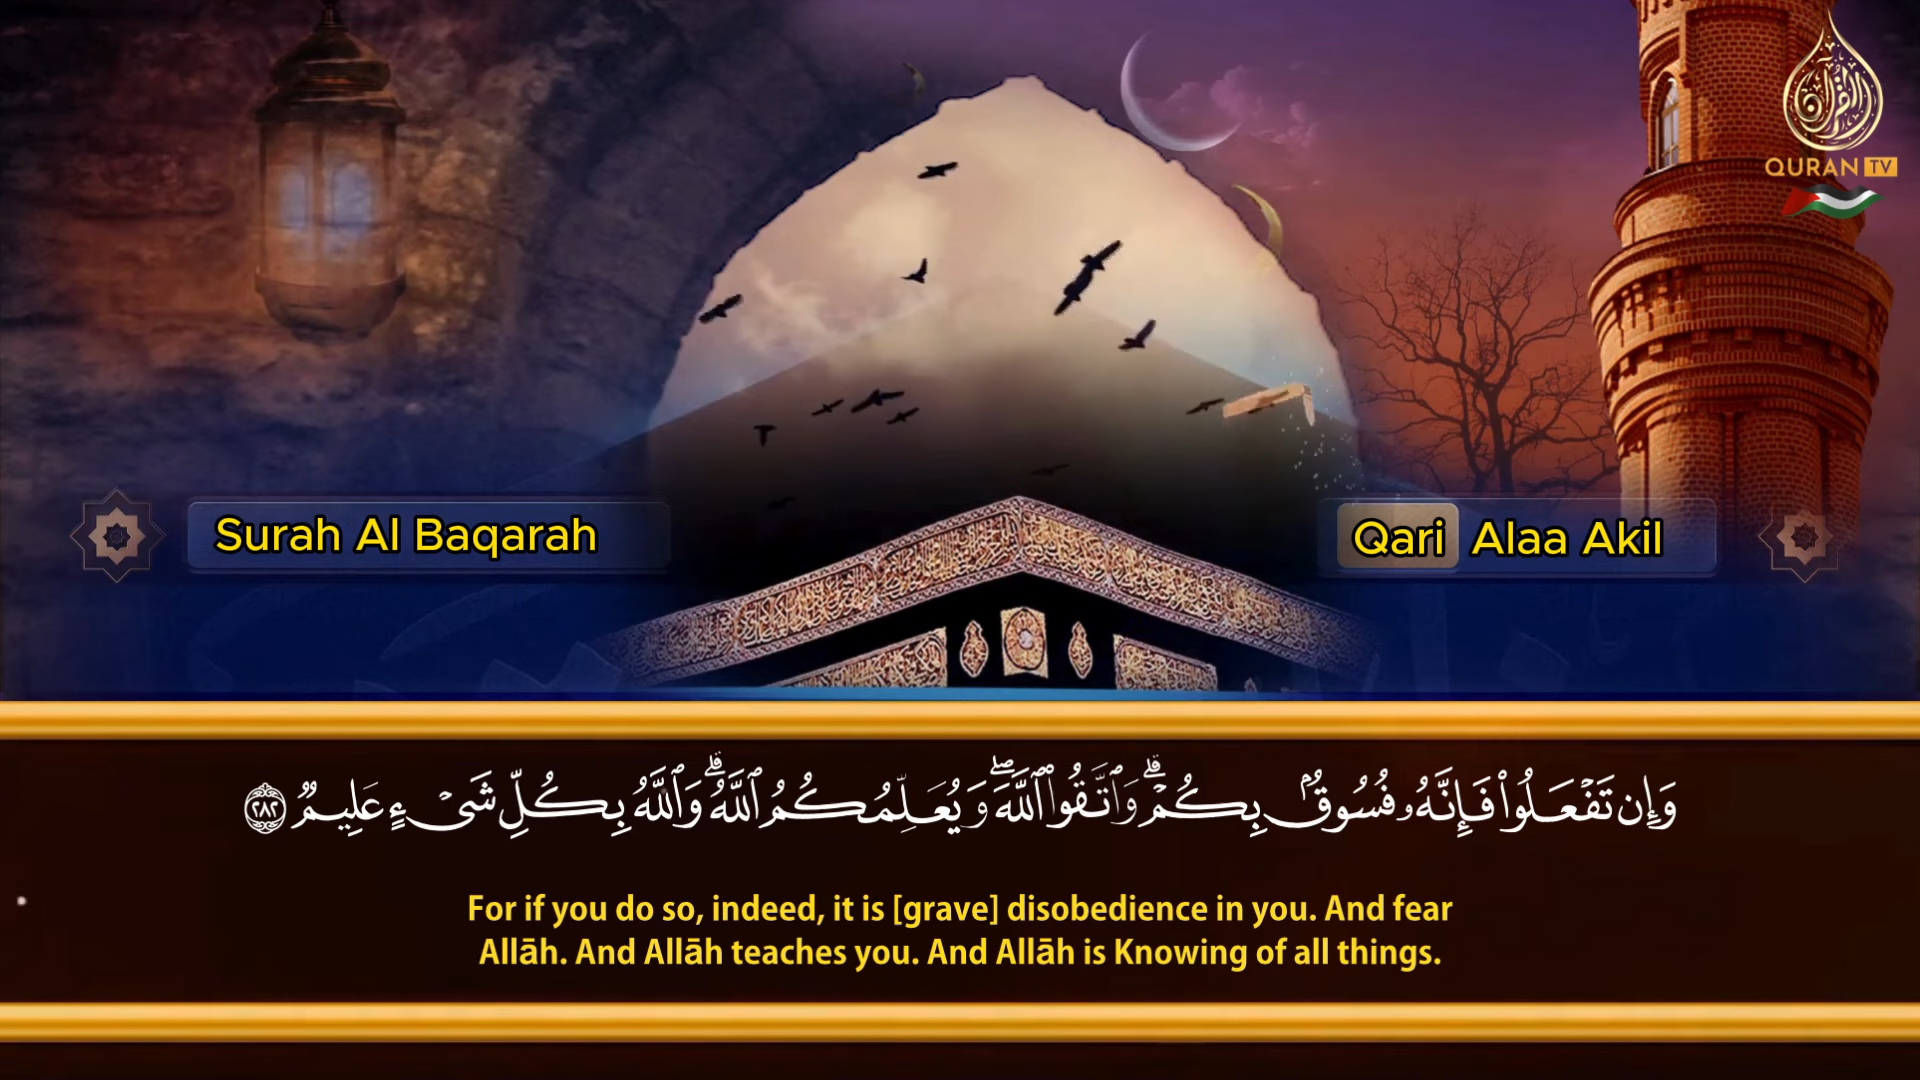 القرآن
QURAN TV
Surah Al Baqarah
Qari Alaa Akil
وَإِن تَفْعَلُوا۟ فَإِنَّهُۥ فُسُوقٌۢ بِكُمْ ۗ وَٱتَّقُوا۟ ٱللَّهَ ۖ وَيُعَلِّمُكُمُ ٱللَّهُ ۗ وَٱللَّهُ بِكُلِّ شَىْءٍ عَلِيمٌ ﴿٢٨٢﴾
For if you do so, indeed, it is [grave] disobedience in you. And fear
Allāh. And Allāh teaches you. And Allāh is Knowing of all things.